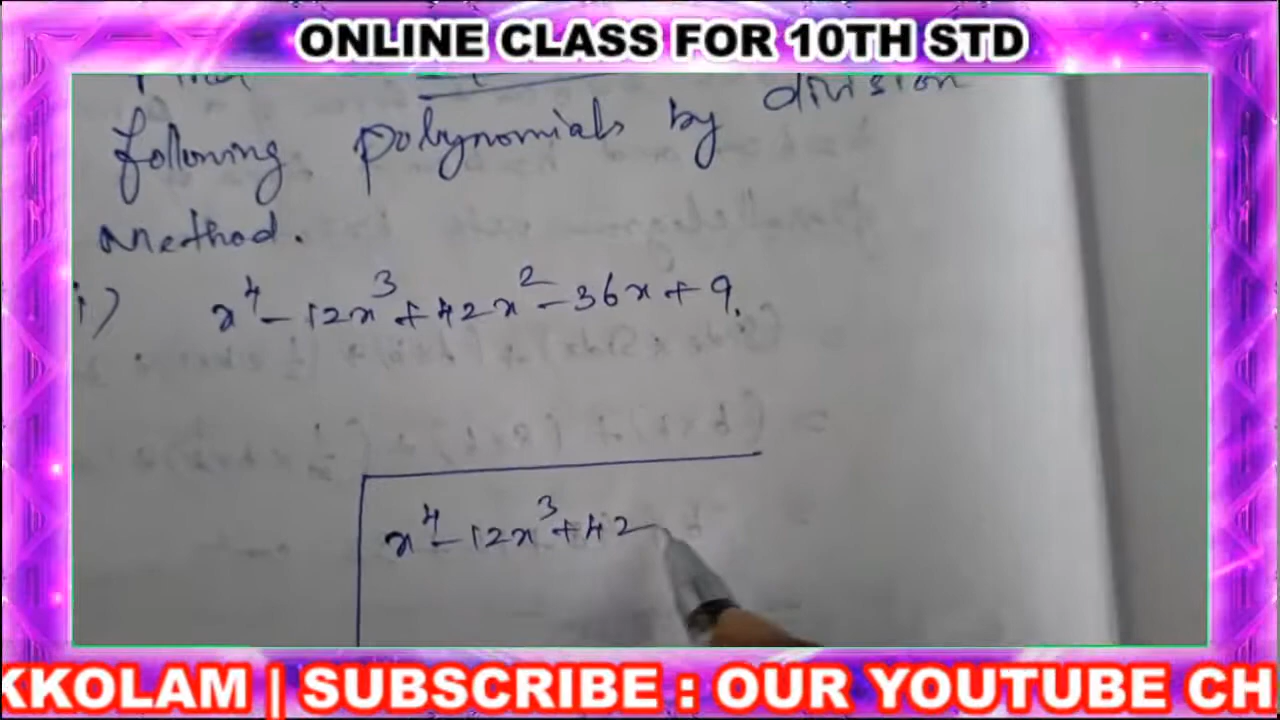 ONLINE CLASS FOR 10TH STD
division
following polynomials by
method.
i) x⁴ - 12x³ + 42x² - 36x + 9.
x⁴ - 12x³ + 42
KKOLAM | SUBSCRIBE : OUR YOUTUBE CH